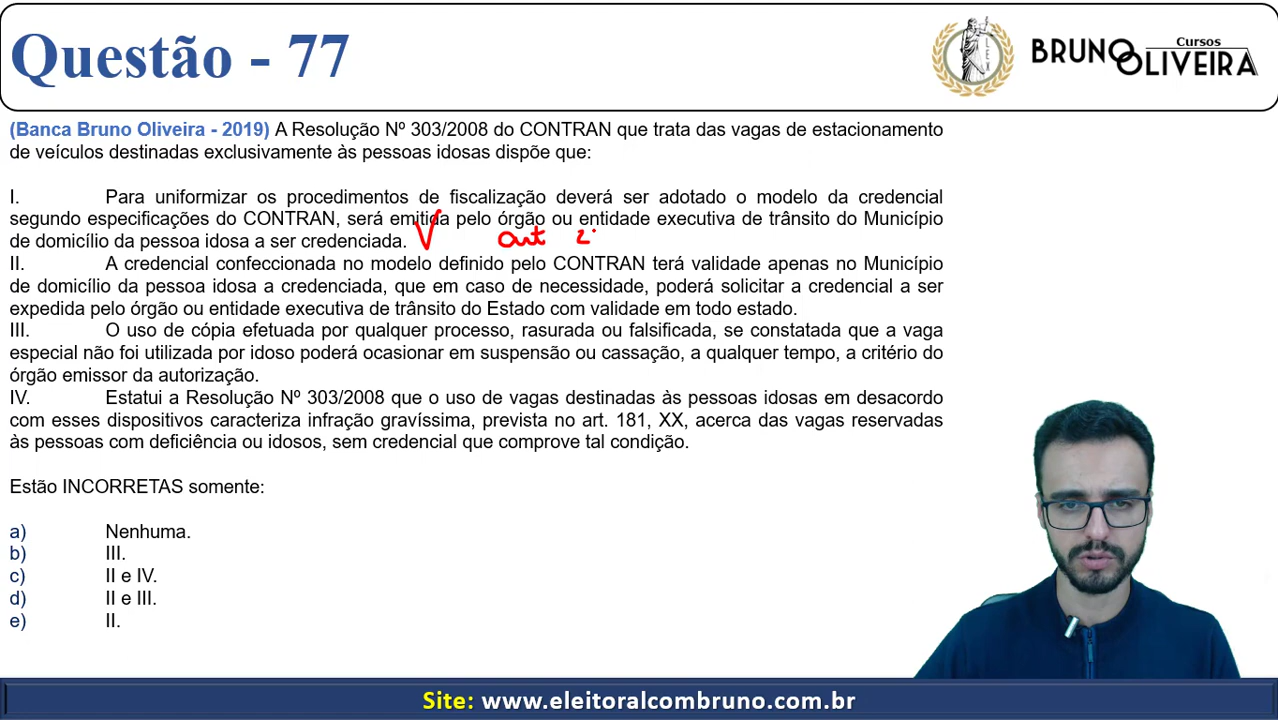 Questão - 77
Cursos
BRUNO
OLIVEIRA
LEX
(Banca Bruno Oliveira - 2019) A Resolução Nº 303/2008 do CONTRAN que trata das vagas de estacionamento
de veículos destinadas exclusivamente às pessoas idosas dispõe que:
I. Para uniformizar os procedimentos de fiscalização deverá ser adotado o modelo da credencial
segundo especificações do CONTRAN, será emitida pelo órgão ou entidade executiva de trânsito do Município
de domicílio da pessoa idosa a ser credenciada. V art 2
II. A credencial confeccionada no modelo definido pelo CONTRAN terá validade apenas no Município
de domicílio da pessoa idosa a credenciada, que em caso de necessidade, poderá solicitar a credencial a ser
expedida pelo órgão ou entidade executiva de trânsito do Estado com validade em todo estado.
III. O uso de cópia efetuada por qualquer processo, rasurada ou falsificada, se constatada que a vaga
especial não foi utilizada por idoso poderá ocasionar em suspensão ou cassação, a qualquer tempo, a critério do
órgão emissor da autorização.
IV. Estatui a Resolução Nº 303/2008 que o uso de vagas destinadas às pessoas idosas em desacordo
com esses dispositivos caracteriza infração gravíssima, prevista no art. 181, XX, acerca das vagas reservadas
às pessoas com deficiência ou idosos, sem credencial que comprove tal condição.
Estão INCORRETAS somente:
a) Nenhuma.
b) III.
c) II e IV.
d) II e III.
e) II.
Site: www.eleitoralcombruno.com.br